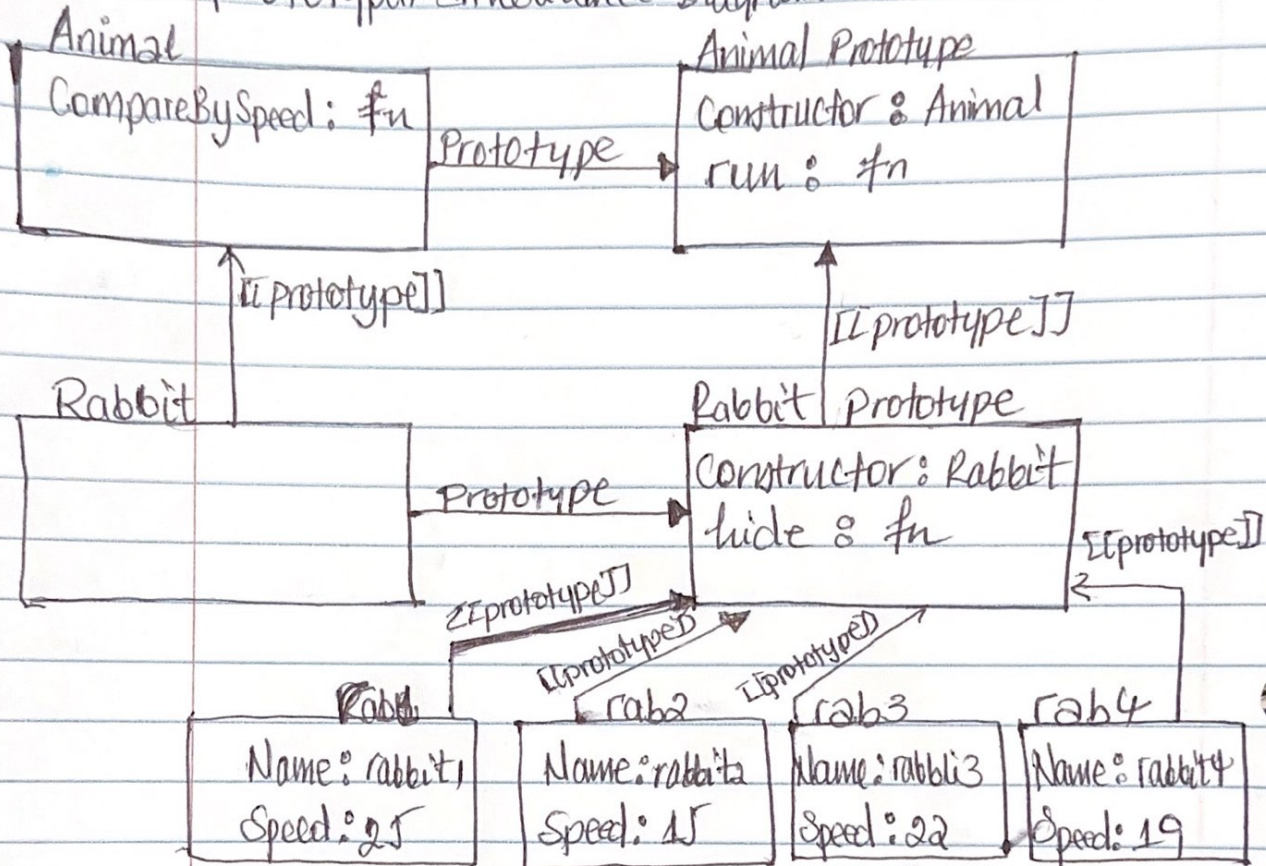 Animal
CompareBySpeed: fn
Prototype
Animal Prototype
Constructor: Animal
run: fn
[[prototype]]
[[prototype]]
Rabbit
Prototype
Rabbit Prototype
Constructor: Rabbit
hide: fn
[[prototype]]
[[prototype]]
[[prototype]]
[[prototype]]
Name: rabbit1
Speed: 25
rab2
Name: rabbit2
Speed: 15
rab3
Name: rabbli3
Speed: 22
rab4
Name: rabbit4
Speed: 19